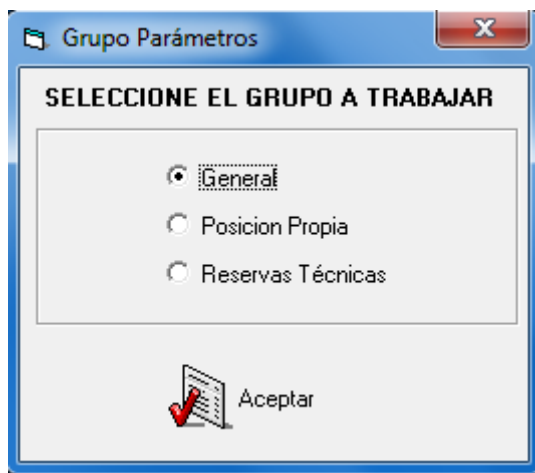 Grupo Parámetros
SELECCIONE EL GRUPO A TRABAJAR
General
Posicion Propia
Reservas Técnicas
Aceptar